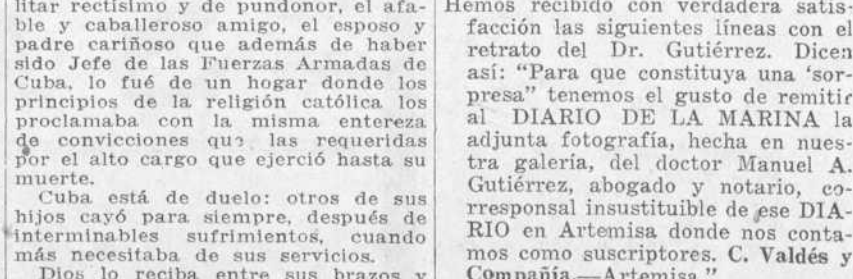 litar rectísimo y de pundonor, el afa-
ble y caballeroso amigo, el esposo y
padre cariñoso que además de haber
sido Jefe de las Fuerzas Armadas de
Cuba, lo fué de un hogar donde los
principios de la religión católica los
proclamaba con la misma entereza
de convicciones que las requeridas
por el alto cargo que ejerció hasta su
muerte.
Cuba está de duelo: otros de sus
hijos cayó para siempre, después de
interminables sufrimientos, cuando
más necesitaba de sus servicios.
Dios lo reciba entre sus brazos y
Hemos recibido con verdadera satis-
facción las siguientes líneas con el
retrato del Dr. Gutiérrez. Dicen
así: "Para que constituya una 'sor-
presa" tenemos el gusto de remitir
al DIARIO DE LA MARINA la
adjunta fotografía, hecha en nues-
tra galería, del doctor Manuel A.
Gutiérrez, abogado y notario, co-
rresponsal insustituible de ese DIA-
RIO en Artemisa donde nos conta-
mos como suscriptores. C. Valdés y
Compañía.—Artemisa."